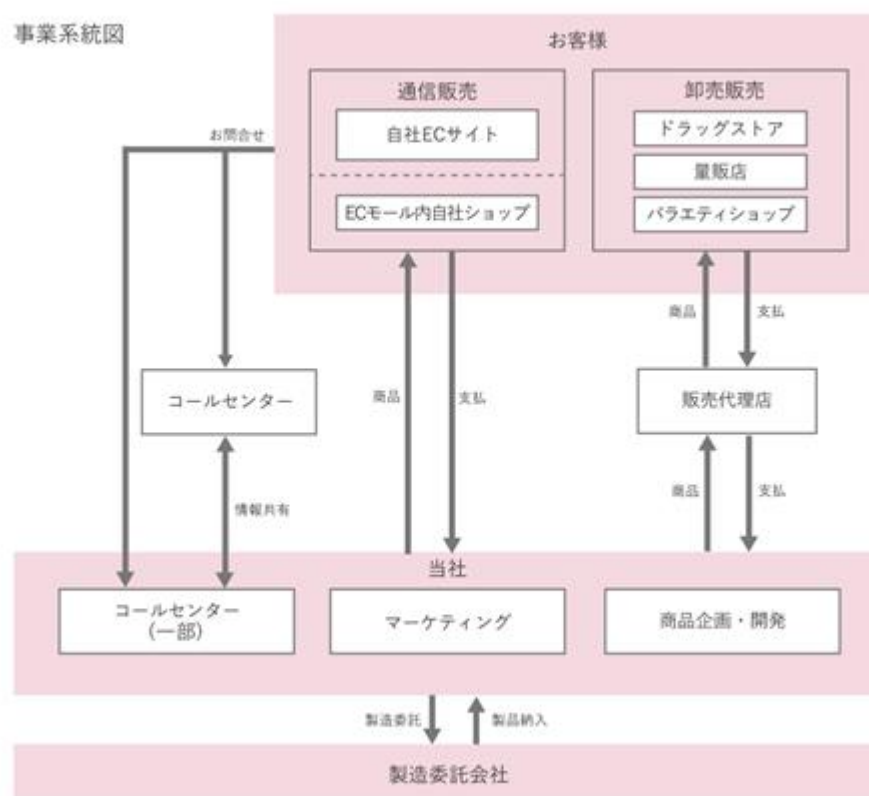 事業系統図
お客様
通信販売
卸売販売
自社ECサイト
ドラッグストア
お問合せ
量販店
ECモール内自社ショップ
バラエティショップ
商品
支払
コールセンター
商品
支払
販売代理店
情報共有
商品
支払
当社
コールセンター
(一部)
マーケティング
商品企画・開発
製造委託
製品納入
製造委託会社